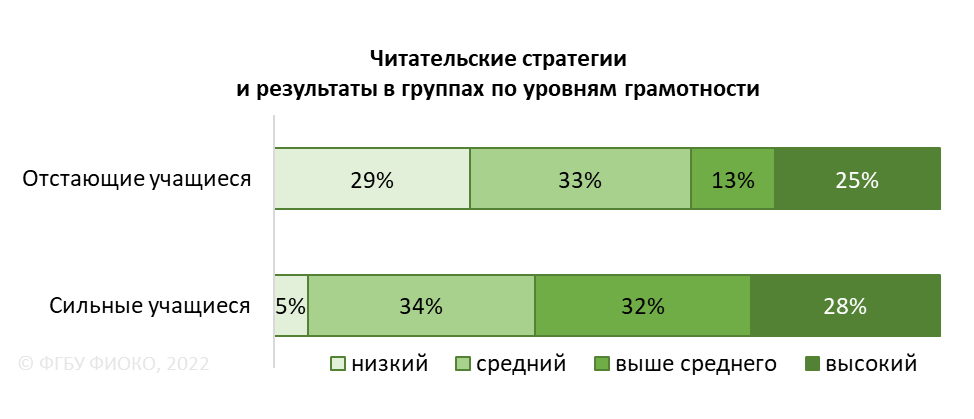 Читательские стратегии
и результаты в группах по уровням грамотности
Отстающие учащиеся
29%
33%
13%
25%
Сильные учащиеся
5%
34%
32%
28%
© ФГБУ ФИОКО, 2022
низкий
средний
выше среднего
высокий